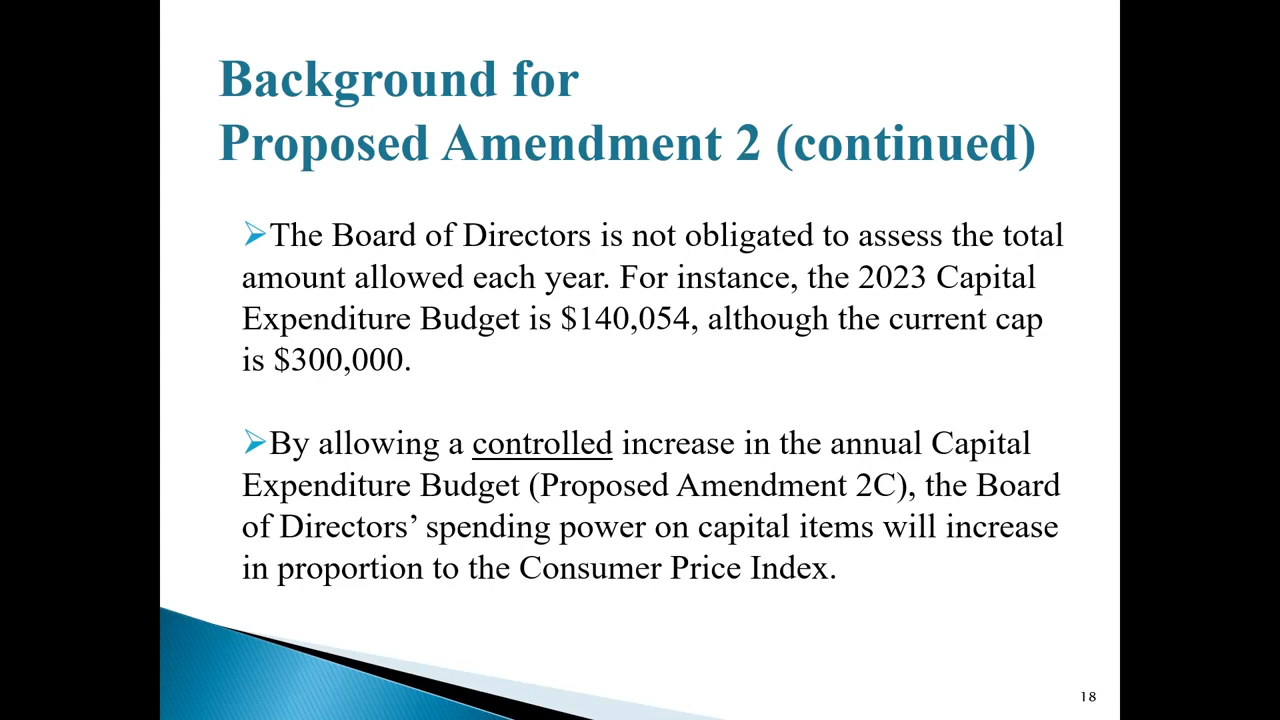 Background for
Proposed Amendment 2 (continued)
➢The Board of Directors is not obligated to assess the total
amount allowed each year. For instance, the 2023 Capital
Expenditure Budget is $140,054, although the current cap
is $300,000.
➢By allowing a controlled increase in the annual Capital
Expenditure Budget (Proposed Amendment 2C), the Board
of Directors’ spending power on capital items will increase
in proportion to the Consumer Price Index.
18